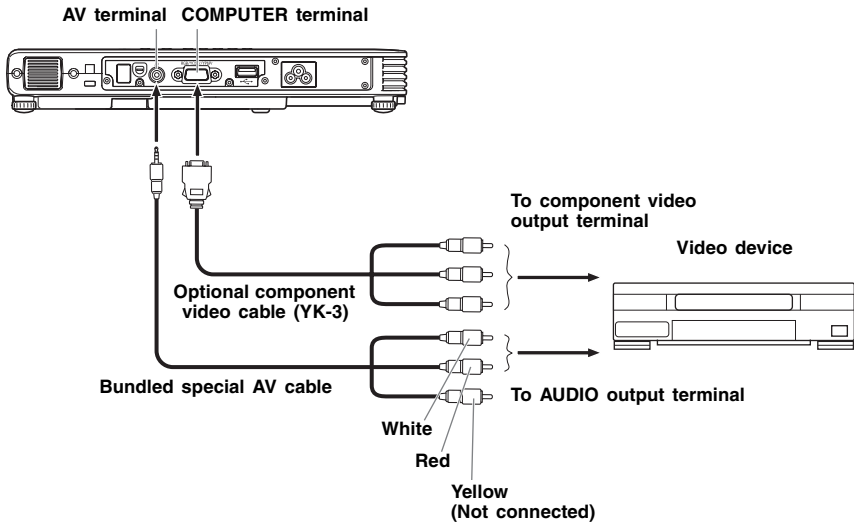 AV terminal COMPUTER terminal
To component video
output terminal
Video device
Optional component
video cable (YK-3)
Bundled special AV cable
To AUDIO output terminal
White
Red
Yellow
(Not connected)